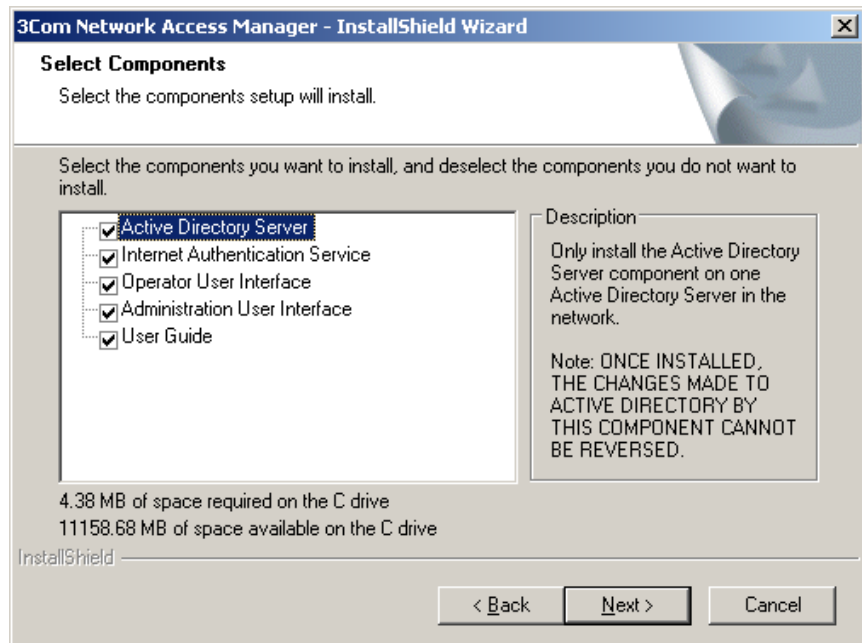 3Com Network Access Manager - InstallShield Wizard
Select Components
Select the components setup will install.
Select the components you want to install, and deselect the components you do not want to
install.
Active Directory Server
Internet Authentication Service
Operator User Interface
Administration User Interface
User Guide
Description
Only install the Active Directory
Server component on one
Active Directory Server in the
network.
Note: ONCE INSTALLED,
THE CHANGES MADE TO
ACTIVE DIRECTORY BY
THIS COMPONENT CANNOT
BE REVERSED.
4.38 MB of space required on the C drive
11158.68 MB of space available on the C drive
InstallShield
< Back
Next >
Cancel